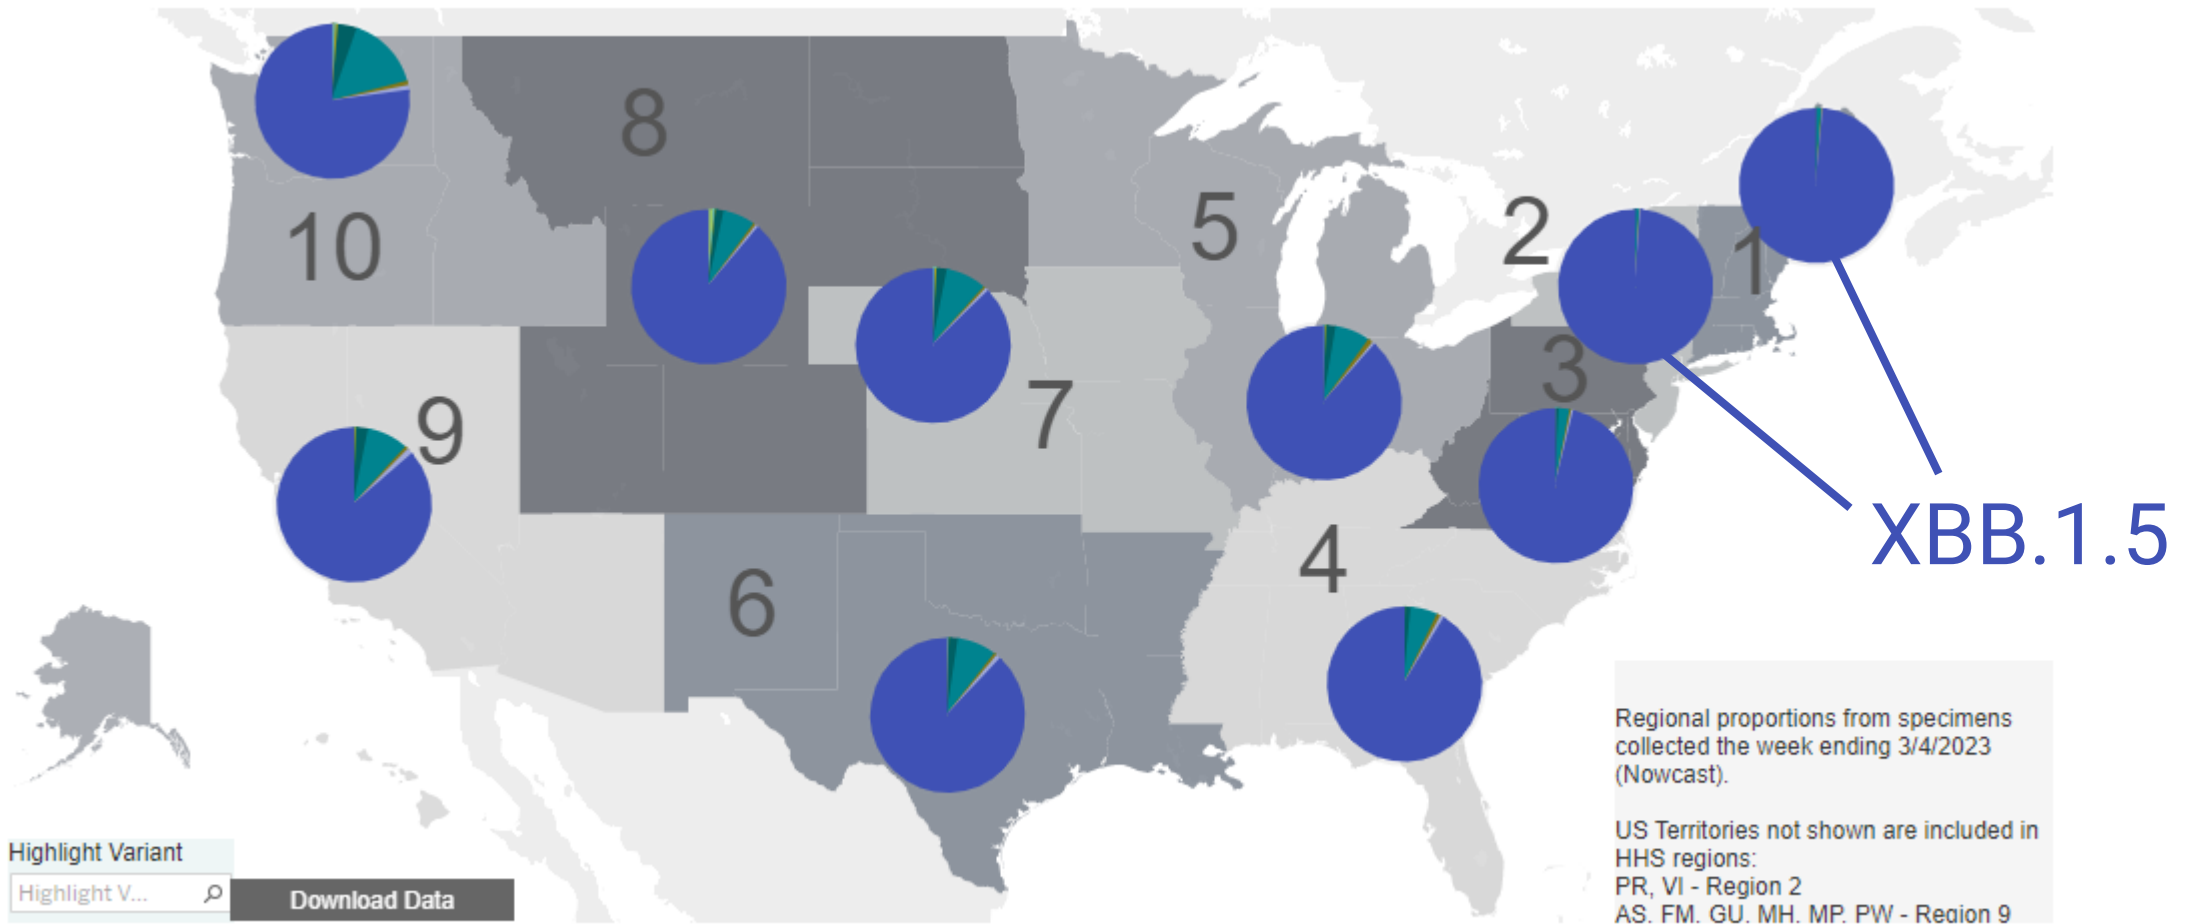 8
10
5
2
1
3
9
7
4
6
XBB.1.5
Regional proportions from specimens
collected the week ending 3/4/2023
(Nowcast).
US Territories not shown are included in
HHS regions:
PR, VI - Region 2
AS, FM, GU, MH, MP, PW - Region 9
Highlight Variant
Highlight V...
Download Data